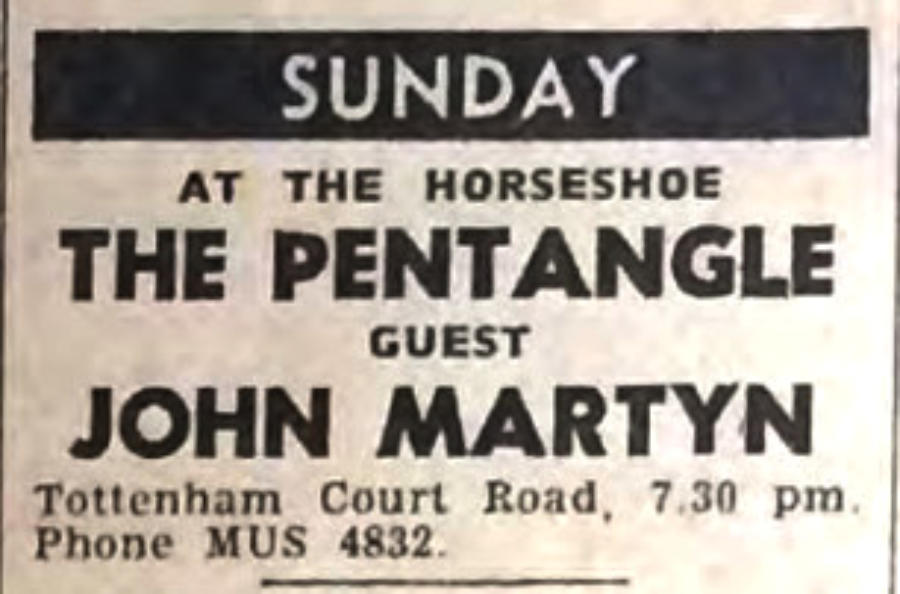 SUNDAY
AT THE HORSESHOE
THE PENTANGLE
GUEST
JOHN MARTYN
Tottenham Court Road, 7.30 pm.
Phone MUS 4832.